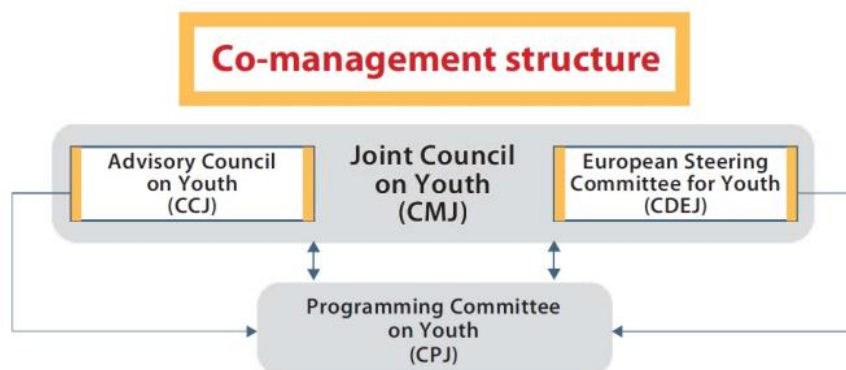 Co-management structure
Advisory Council
on Youth
(CCJ)
Joint Council
on Youth
(CMJ)
European Steering
Committee for Youth
(CDEJ)
Programming Committee
on Youth
(CPJ)